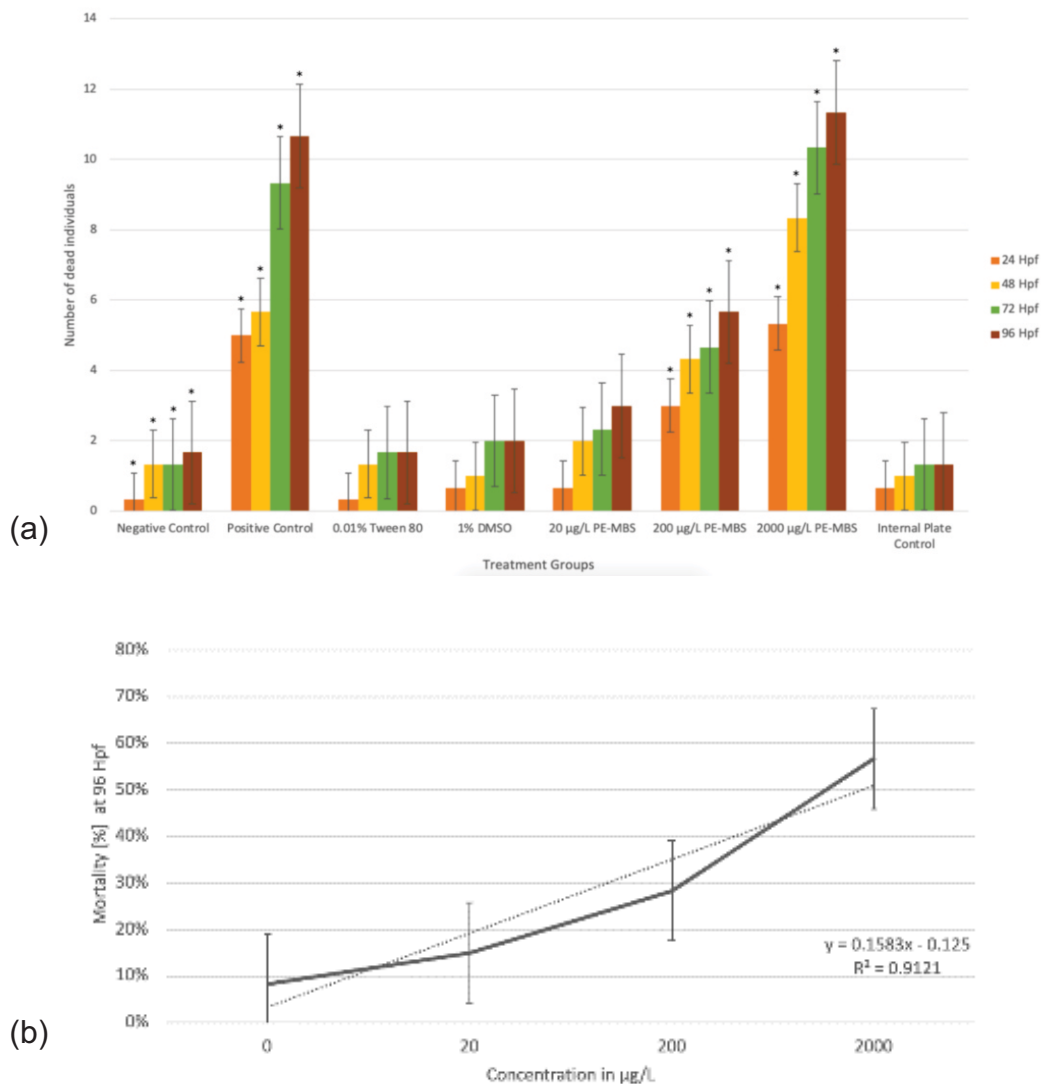 14
12
10
8
6
4
2
0
Number of dead individuals
* * * *
* * * *
* * * *
* * * *
24 Hpf
48 Hpf
72 Hpf
96 Hpf
Negative Control
Positive Control
0.01% Tween 80
1% DMSO
20 µg/L PE-MBS
200 µg/L PE-MBS
2000 µg/L PE-MBS
Internal Plate
Control
Treatment Groups
(a)
80%
70%
60%
50%
40%
30%
20%
10%
0%
Mortality [%] at 96 Hpf
y = 0.1583x - 0.125
R² = 0.9121
0 20 200 2000
Concentration in µg/L
(b)